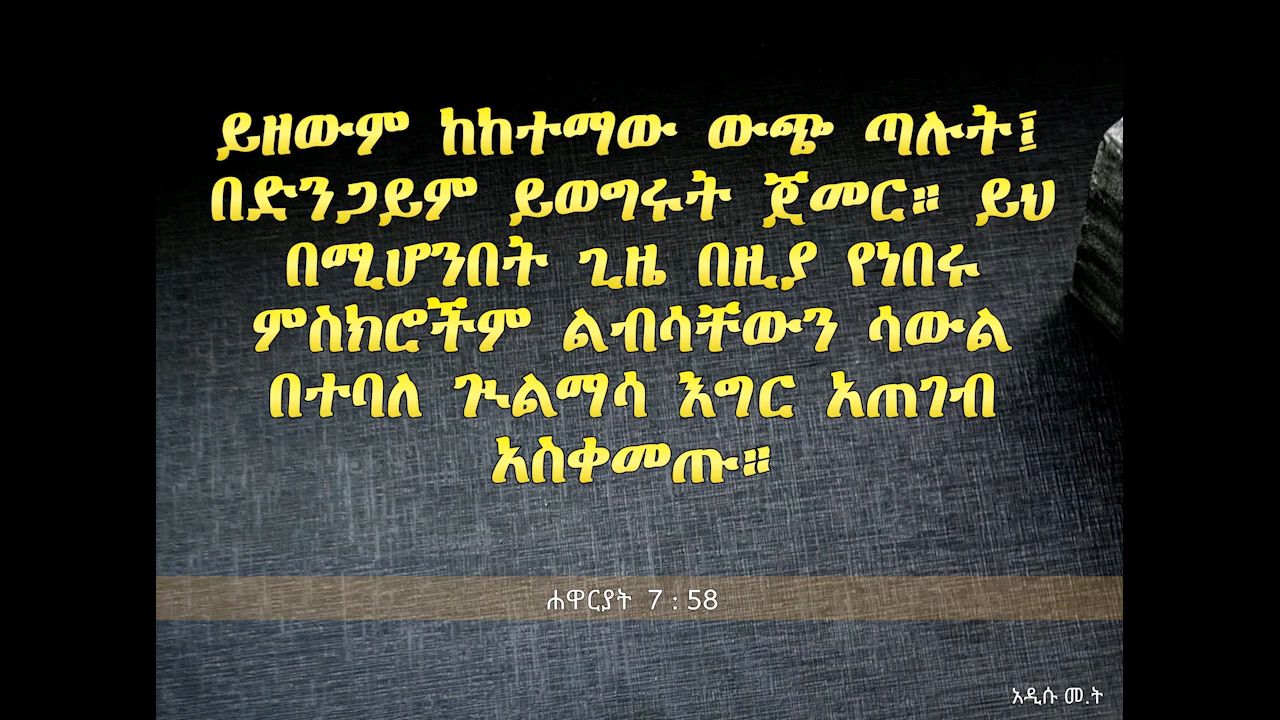 ይዘውም ከከተማው ውጭ ጣሉት፤
በድንጋይም ይወግሩት ጀመር። ይህ
በሚሆንበት ጊዜ በዚያ የነበሩ
ምስክሮችም ልብሳቸውን ሳውል
በተባለ ጒልማሳ እግር አጠገብ
አስቀመጡ።
ሐዋርያት 7 : 58
አዲሱ መ.ት